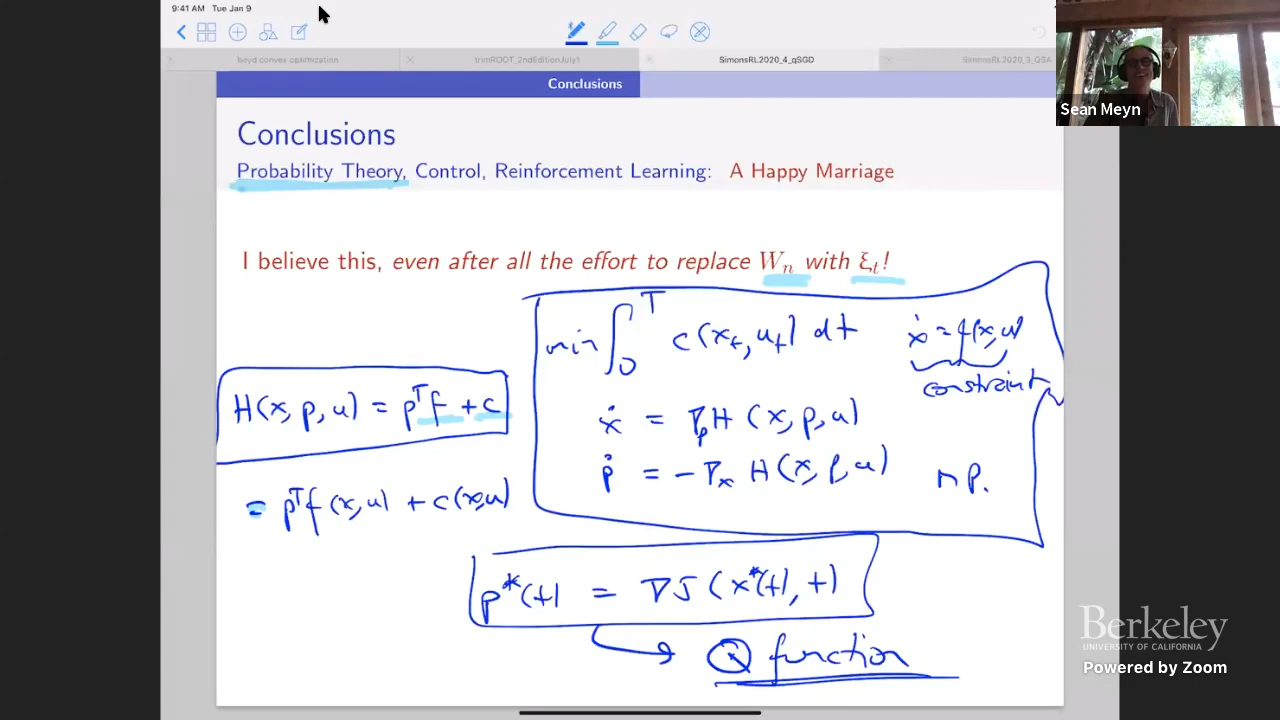 9:41 AM Tue Jan 9
boyd convex optimization
trimROOT_2ndEditionJuly1
SimonsRL2020_4_qSGD
SimonsRL2020_3_QSA
Sean Meyn
Conclusions
Conclusions
Probability Theory, Control, Reinforcement Learning: A Happy Marriage
I believe this, even after all the effort to replace Wₙ with ξₜ!
min ∫₀ᵀ c(xₜ, uₜ) dt ẋ = f(x, u)
constraint
H(x, p, u) = pᵀf + c
ẋ = ∇ₚH (x, p, u)
ṗ = −∇ₓ H (x, p, u) MP.
= pᵀf (x, u) + c(x, u)
p*(t) = ∇J (x*(t), t)
Q function
Berkeley
UNIVERSITY OF CALIFORNIA
Powered by Zoom